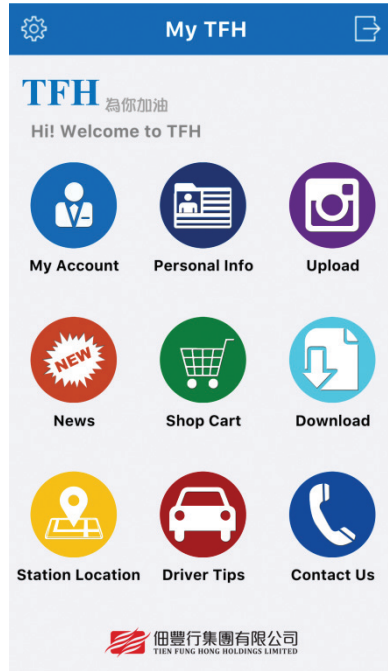 My TFH
TFH 為你加油
Hi! Welcome to TFH
My Account
Personal Info
Upload
NEW
News
Shop Cart
Download
Station Location
Driver Tips
Contact Us
佃豐行集團有限公司
TIEN FUNG HONG HOLDINGS LIMITED